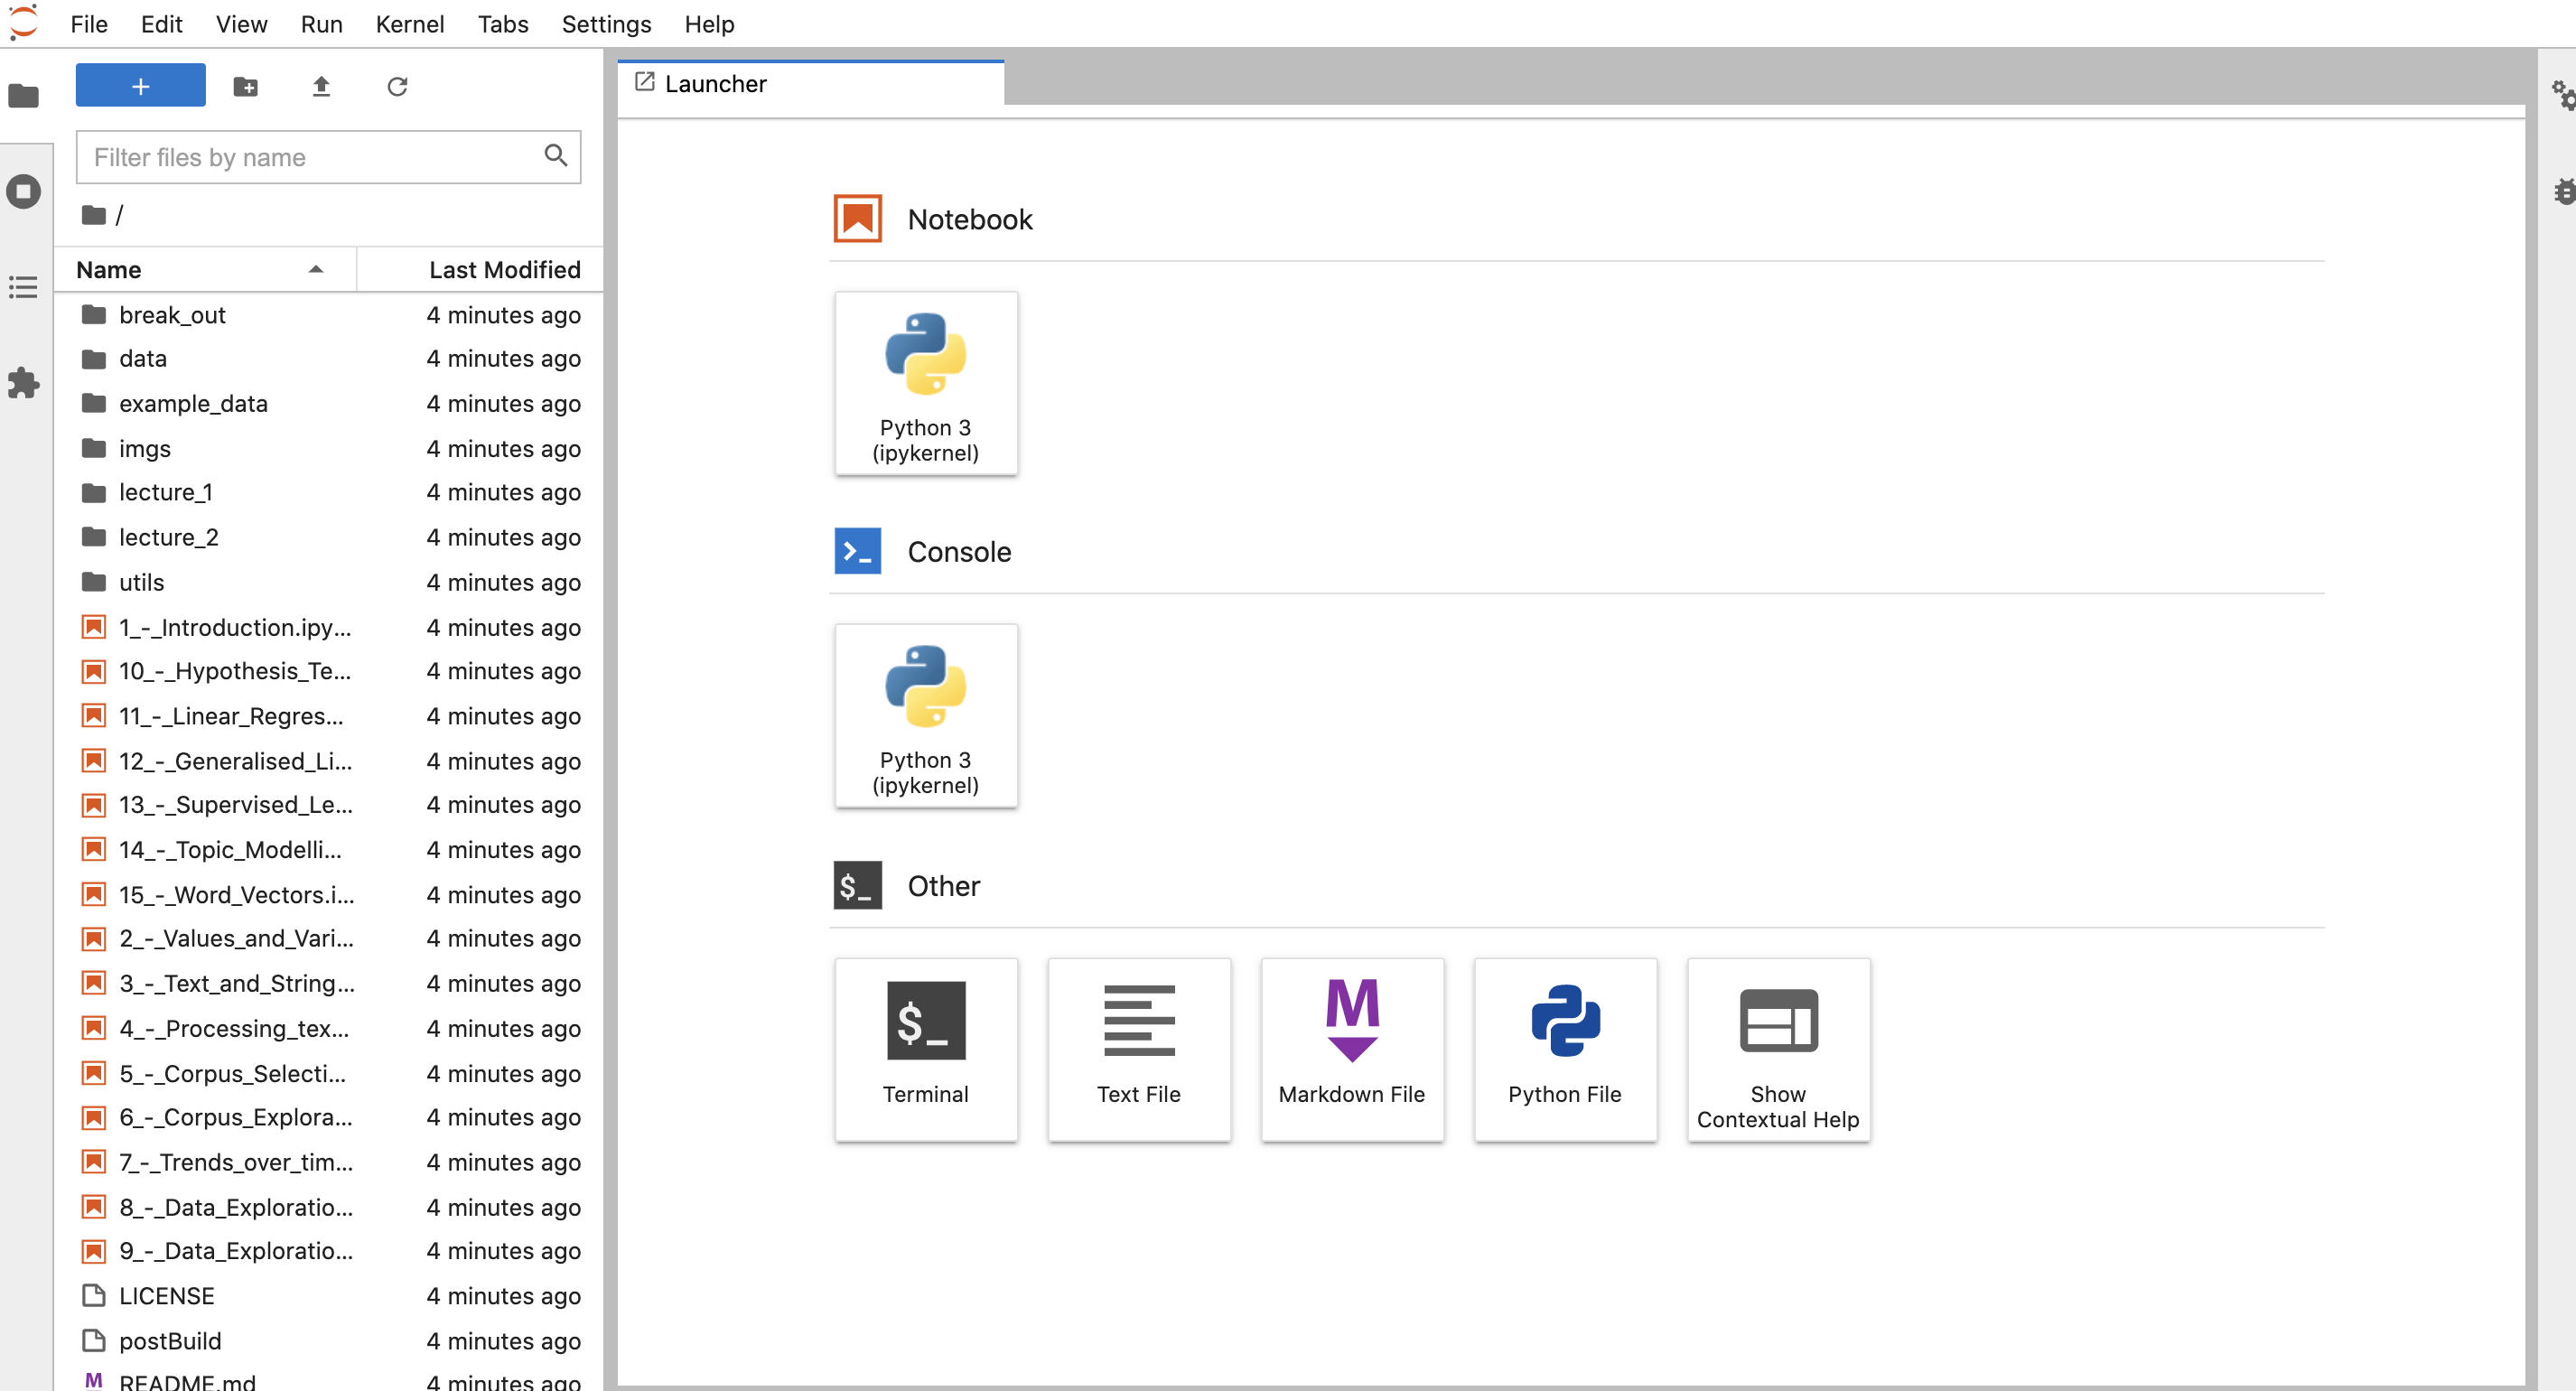 File Edit View Run Kernel Tabs Settings Help
+
Filter files by name
/
Name Last Modified
break_out 4 minutes ago
data 4 minutes ago
example_data 4 minutes ago
imgs 4 minutes ago
lecture_1 4 minutes ago
lecture_2 4 minutes ago
utils 4 minutes ago
1_-_Introduction.ipy... 4 minutes ago
10_-_Hypothesis_Te... 4 minutes ago
11_-_Linear_Regres... 4 minutes ago
12_-_Generalised_Li... 4 minutes ago
13_-_Supervised_Le... 4 minutes ago
14_-_Topic_Modelli... 4 minutes ago
15_-_Word_Vectors.i... 4 minutes ago
2_-_Values_and_Vari... 4 minutes ago
3_-_Text_and_String... 4 minutes ago
4_-_Processing_tex... 4 minutes ago
5_-_Corpus_Selecti... 4 minutes ago
6_-_Corpus_Explora... 4 minutes ago
7_-_Trends_over_tim... 4 minutes ago
8_-_Data_Exploratio... 4 minutes ago
9_-_Data_Exploratio... 4 minutes ago
LICENSE 4 minutes ago
postBuild 4 minutes ago
README.md 4 minutes ago
Launcher
Notebook
Python 3
(ipykernel)
>_ Console
Python 3
(ipykernel)
$_ Other
$_
Terminal
Text File
M
Markdown File
Python File
Show
Contextual Help